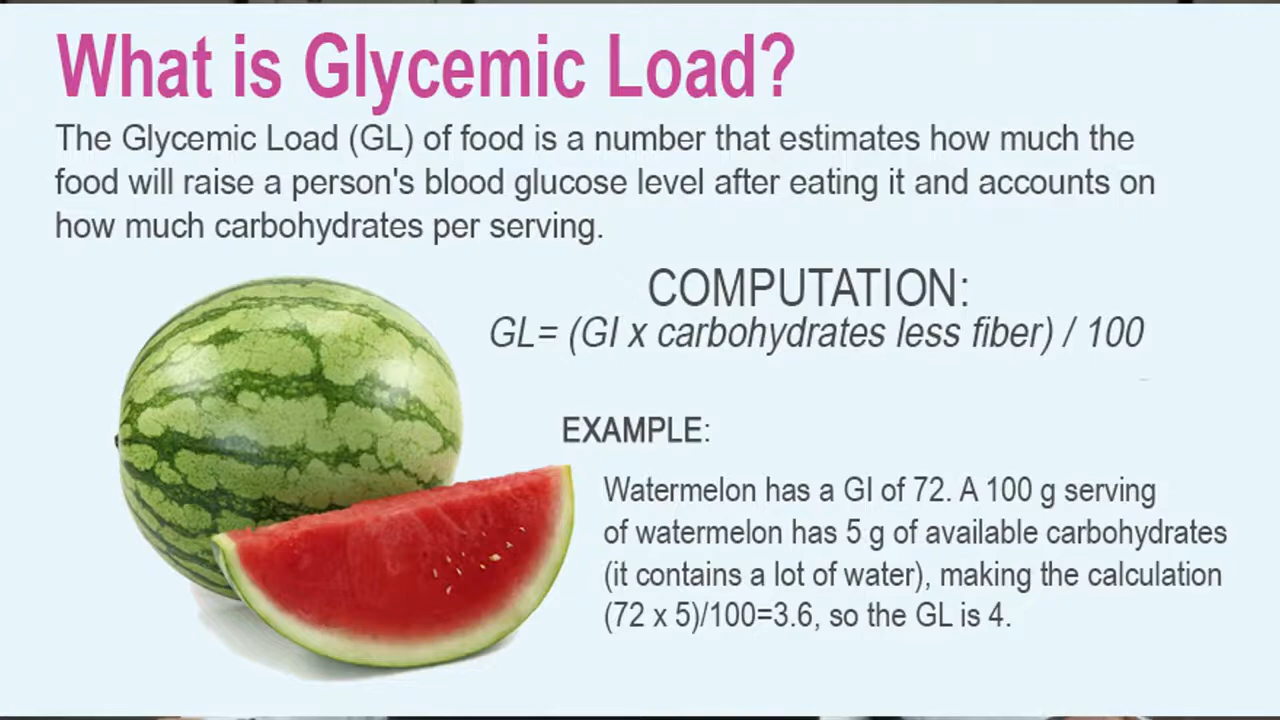 What is Glycemic Load?
The Glycemic Load (GL) of food is a number that estimates how much the
food will raise a person's blood glucose level after eating it and accounts on
how much carbohydrates per serving.
COMPUTATION:
GL= (GI x carbohydrates less fiber) / 100
EXAMPLE:
Watermelon has a GI of 72. A 100 g serving
of watermelon has 5 g of available carbohydrates
(it contains a lot of water), making the calculation
(72 x 5)/100=3.6, so the GL is 4.